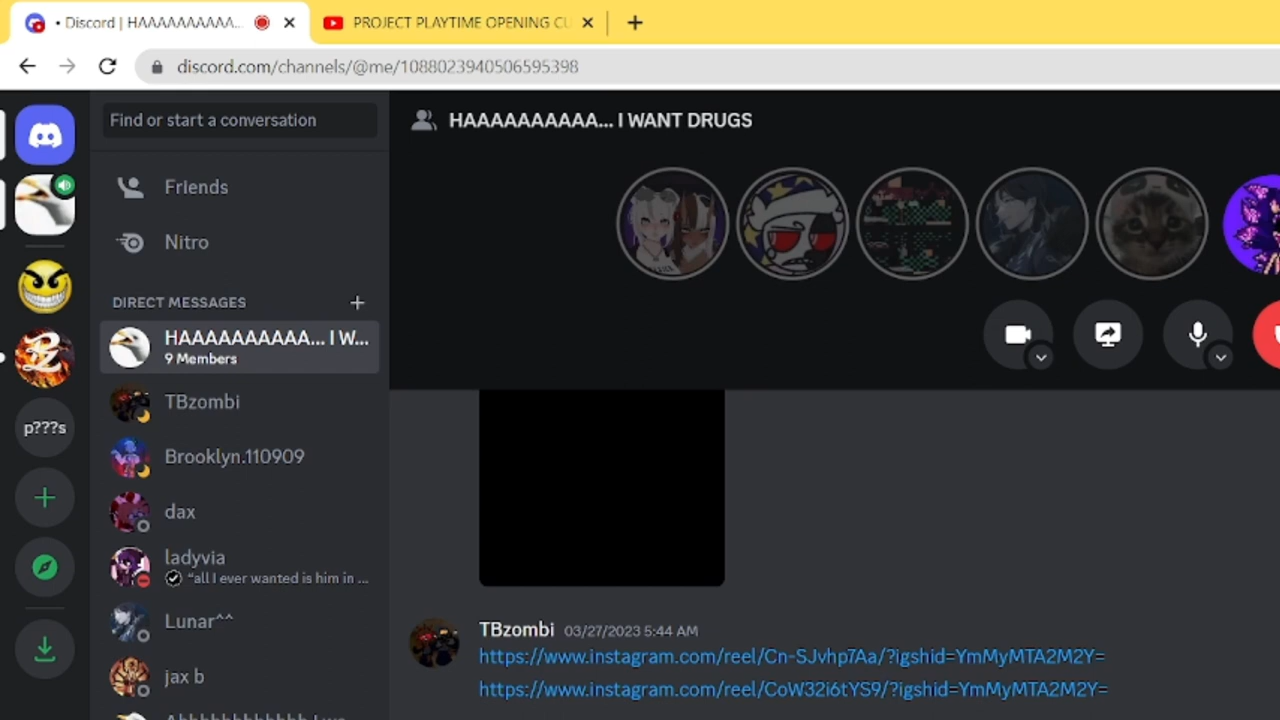 • Discord | HAAAAAAAAAA...
PROJECT PLAYTIME OPENING CU
discord.com/channels/@me/1088023940506595398
Find or start a conversation
HAAAAAAAAAA... I WANT DRUGS
Friends
Nitro
DIRECT MESSAGES
HAAAAAAAAAA... I W...
9 Members
TBzombi
p???s
Brooklyn.110909
dax
ladyvia
"all I ever wanted is him in ...
Lunar^^
TBzombi 03/27/2023 5:44 AM
https://www.instagram.com/reel/Cn-SJvhp7Aa/?igshid=YmMyMTA2M2Y=
jax b
https://www.instagram.com/reel/CoW32i6tYS9/?igshid=YmMyMTA2M2Y=